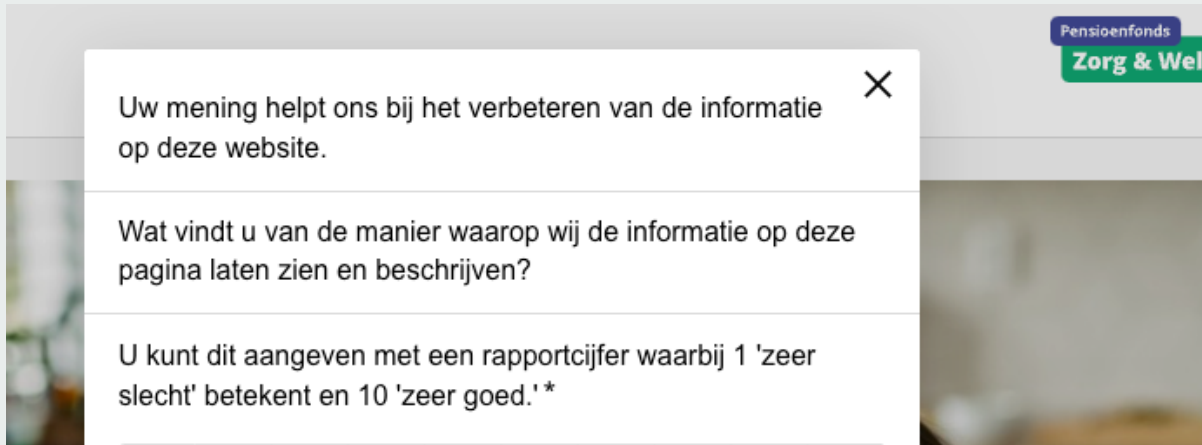 Pensioenfonds
Zorg & Wel
Uw mening helpt ons bij het verbeteren van de informatie
op deze website.
Wat vindt u van de manier waarop wij de informatie op deze
pagina laten zien en beschrijven?
U kunt dit aangeven met een rapportcijfer waarbij 1 'zeer
slecht' betekent en 10 'zeer goed.' *